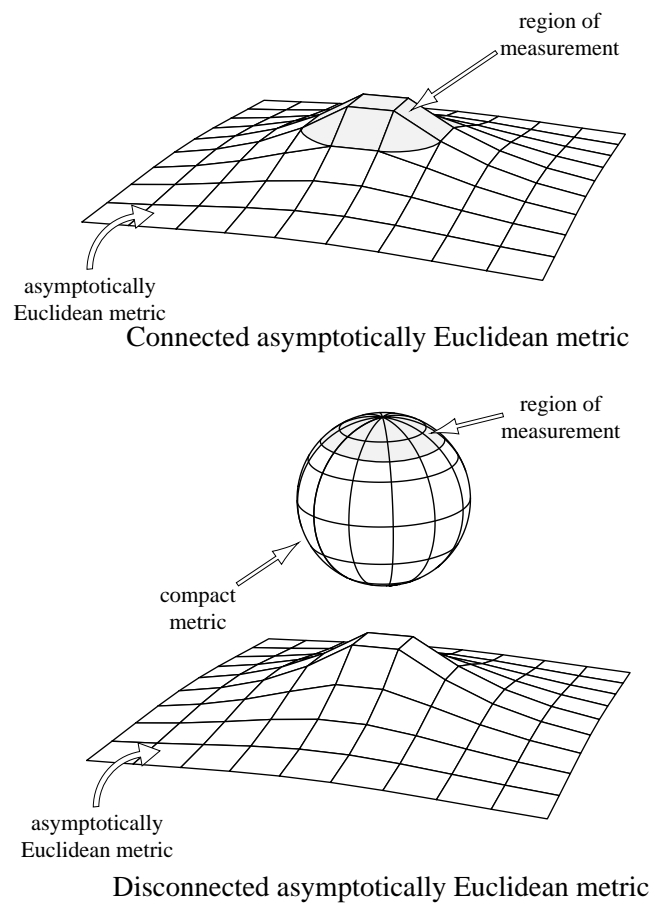 region of
measurement
asymptotically
Euclidean metric
Connected asymptotically Euclidean metric
region of
measurement
compact
metric
asymptotically
Euclidean metric
Disconnected asymptotically Euclidean metric